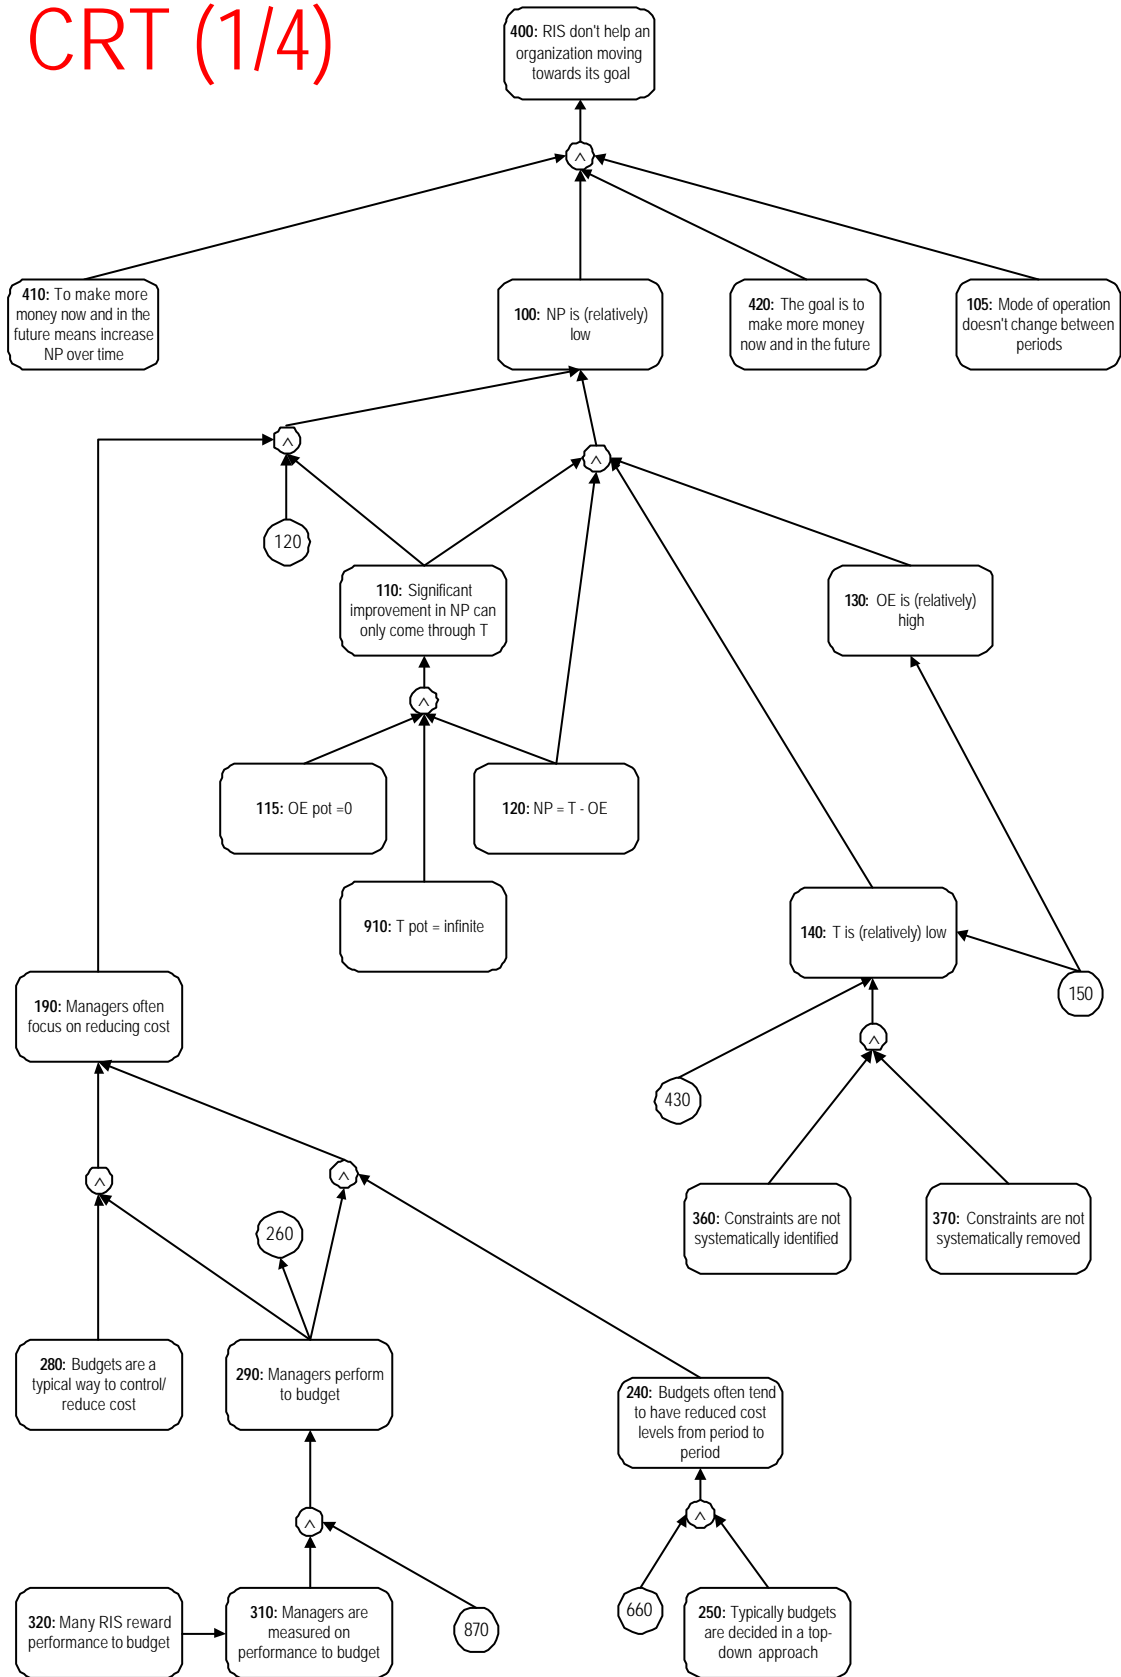 CRT (1/4)
400: RIS don't help an
organization moving
towards its goal
^
410: To make more
money now and in the
future means increase
NP over time
100: NP is (relatively)
low
420: The goal is to
make more money
now and in the future
105: Mode of operation
doesn't change between
periods
^
^
120
110: Significant
improvement in NP can
only come through T
130: OE is (relatively)
high
^
115: OE pot =0
120: NP = T - OE
910: T pot = infinite
140: T is (relatively) low
150
190: Managers often
focus on reducing cost
^
430
^
^
260
360: Constraints are not
systematically identified
370: Constraints are not
systematically removed
280: Budgets are a
typical way to control/
reduce cost
290: Managers perform
to budget
240: Budgets often tend
to have reduced cost
levels from period to
period
^
^
320: Many RIS reward
performance to budget
310: Managers are
measured on
performance to budget
870
660
250: Typically budgets
are decided in a top-
down approach